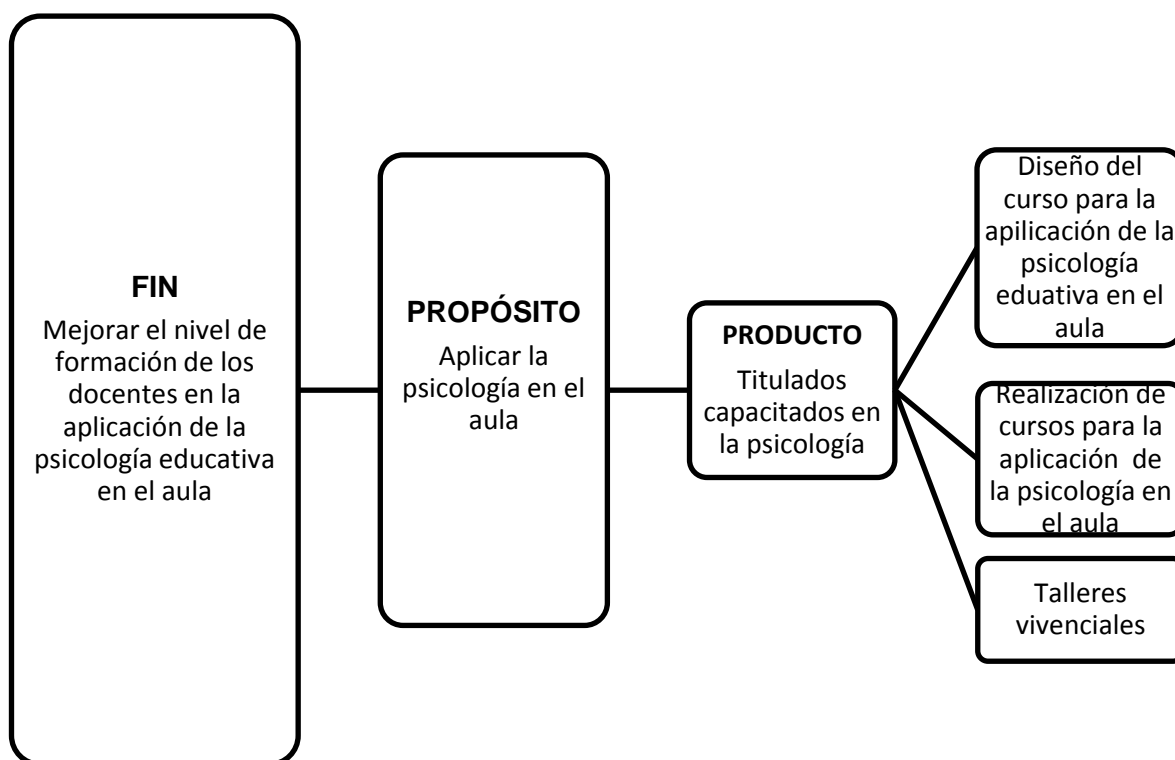 FIN
Mejorar el nivel de
formación de los
docentes en la
aplicación de la
psicología educativa
en el aula
PROPÓSITO
Aplicar la
psicología en el
aula
PRODUCTO
Titulados
capacitados en
la psicología
Diseño del
curso para la
apilicación de la
psicología
eduativa en el
aula
Realización de
cursos para la
aplicación de
la psicología en
el aula
Talleres
vivenciales